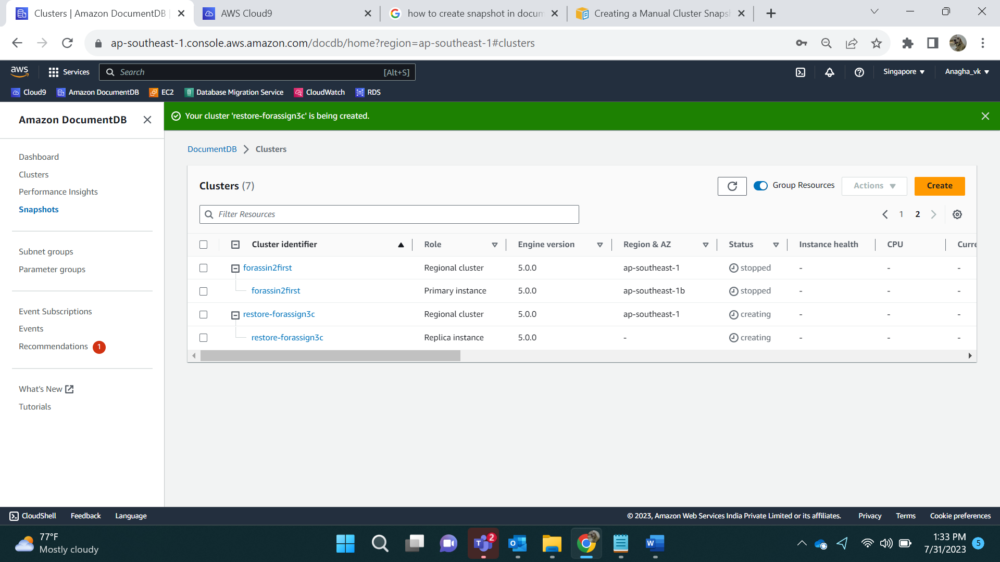 Clusters | Amazon DocumentDB
AWS Cloud9
how to create snapshot in docum
Creating a Manual Cluster Snaps
ap-southeast-1.console.aws.amazon.com/docdb/home?region=ap-southeast-1#clusters
aws
Services
Search
[Alt+S]
Singapore
Anagha_vk
Cloud9
Amazon DocumentDB
EC2
Database Migration Service
CloudWatch
RDS
Amazon DocumentDB
Your cluster 'restore-forassign3c' is being created.
Dashboard
Clusters
Performance Insights
Snapshots
Subnet groups
Parameter groups
Event Subscriptions
Events
Recommendations 1
What's New
Tutorials
DocumentDB
Clusters
Clusters (7)
Group Resources
Actions
Create
Filter Resources
1
2
Cluster identifier
Role
Engine version
Region & AZ
Status
Instance health
CPU
Curre
forassin2first
Regional cluster
5.0.0
ap-southeast-1
stopped
-
-
-
forassin2first
Primary instance
5.0.0
ap-southeast-1b
stopped
-
-
-
restore-forassign3c
Regional cluster
5.0.0
ap-southeast-1
creating
-
-
-
restore-forassign3c
Replica instance
5.0.0
-
creating
-
-
-
CloudShell
Feedback
Language
© 2023, Amazon Web Services India Private Limited or its affiliates.
Privacy
Terms
Cookie preferences
77°F
Mostly cloudy
2
1:33 PM
7/31/2023
5